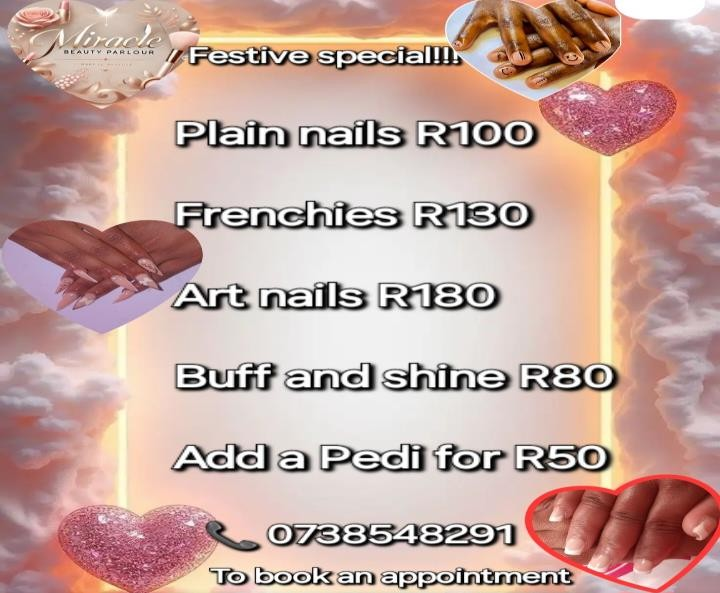 Miracle
BEAUTY PARLOUR
Festive special!!!
Plain nails R100
Frenchies R130
Art nails R180
Buff and shine R80
Add a Pedi for R50
📞 0738548291
To book an appointment